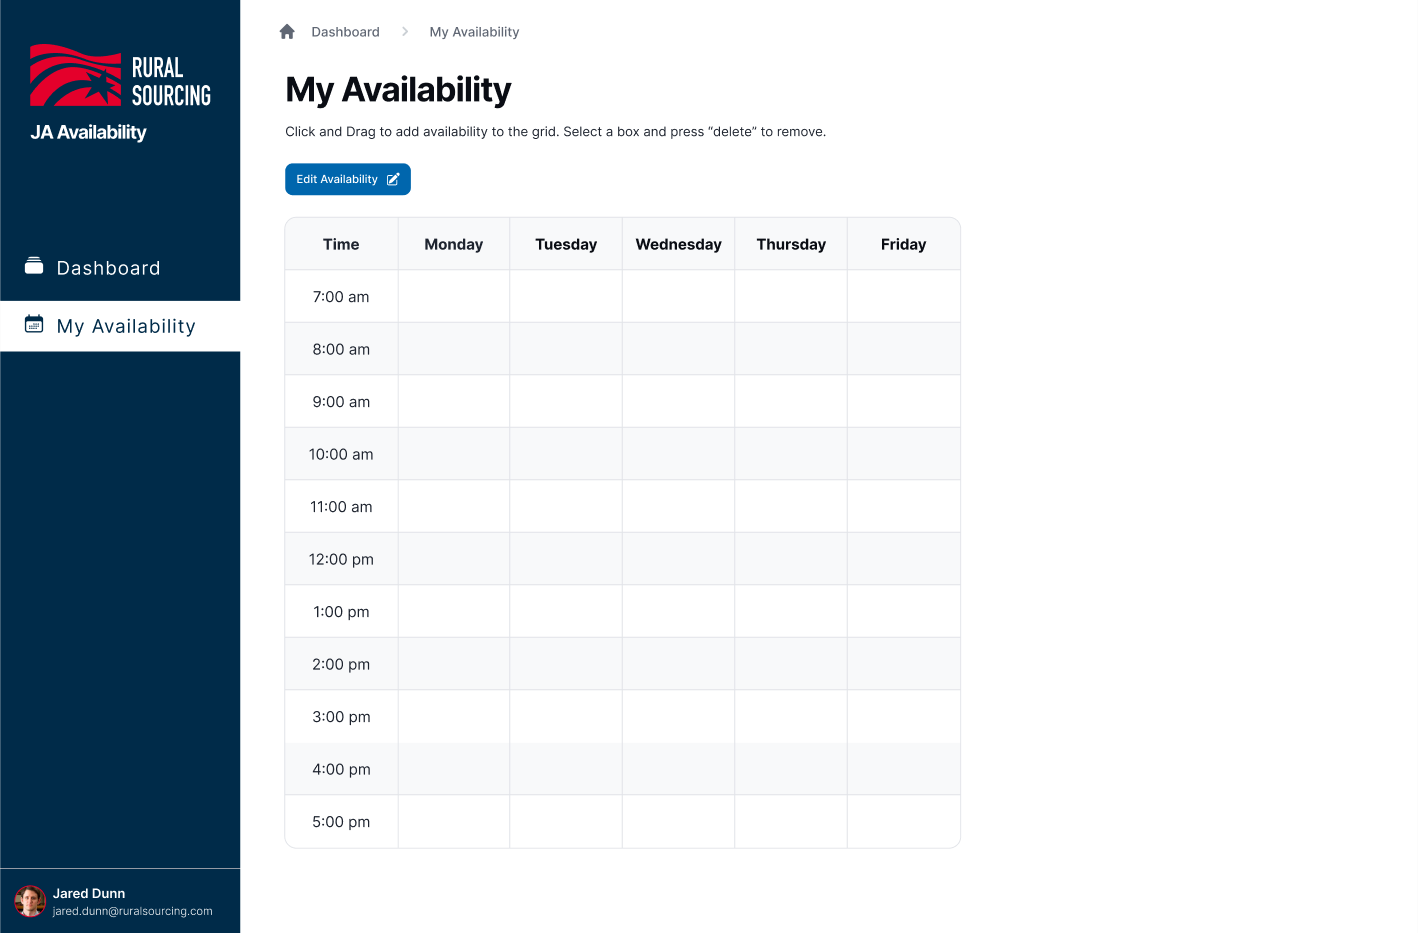 RURAL
SOURCING
JA Availability
Dashboard
My Availability
Jared Dunn
jared.dunn@ruralsourcing.com
Dashboard
My Availability
My Availability
Click and Drag to add availability to the grid. Select a box and press “delete” to remove.
Edit Availability
Time Monday Tuesday Wednesday Thursday Friday
7:00 am
8:00 am
9:00 am
10:00 am
11:00 am
12:00 pm
1:00 pm
2:00 pm
3:00 pm
4:00 pm
5:00 pm